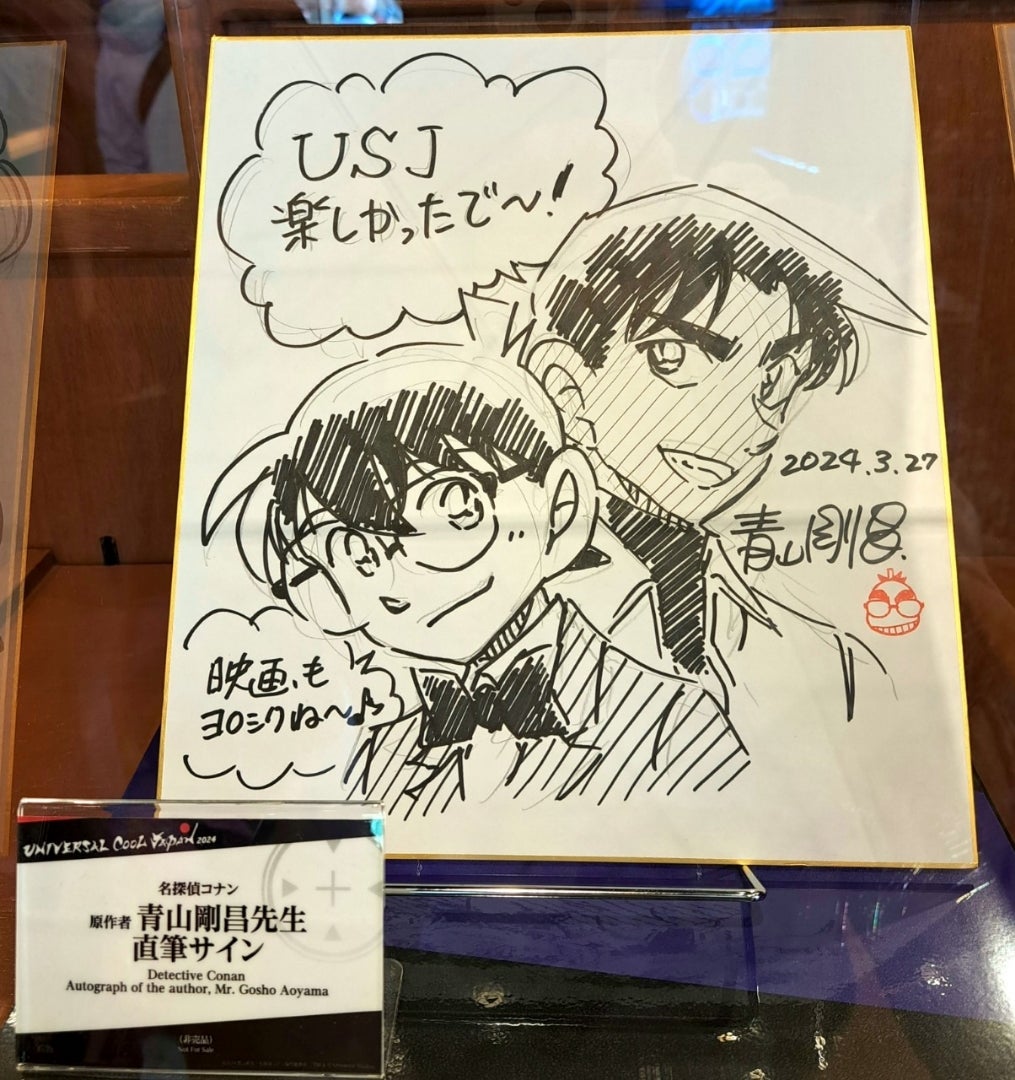 USJ
楽しかったで〜!
2024.3.27
青山剛昌
映画も
ヨロシクね〜♪
UNIVERSAL COOL JAPAN 2024
名探偵コナン
原作者 青山剛昌先生
直筆サイン
Detective Conan
Autograph of the author, Mr. Gosho Aoyama
(非売品)
Not For Sale